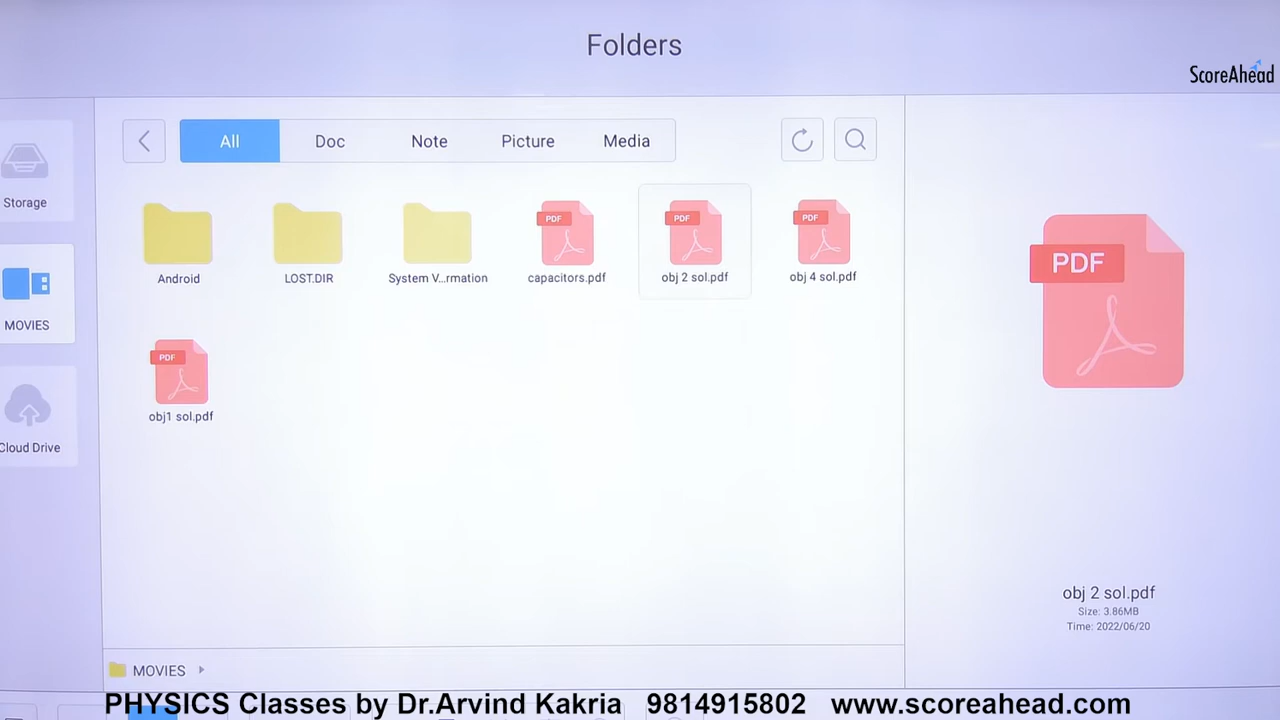 Folders
ScoreAhead
All
Doc
Note
Picture
Media
Storage
MOVIES
Cloud Drive
Android
LOST.DIR
System V...rmation
PDF
capacitors.pdf
PDF
obj 2 sol.pdf
PDF
obj 4 sol.pdf
PDF
obj1 sol.pdf
PDF
obj 2 sol.pdf
Size: 3.86MB
Time: 2022/06/20
MOVIES
PHYSICS Classes by Dr.Arvind Kakria 9814915802 www.scoreahead.com